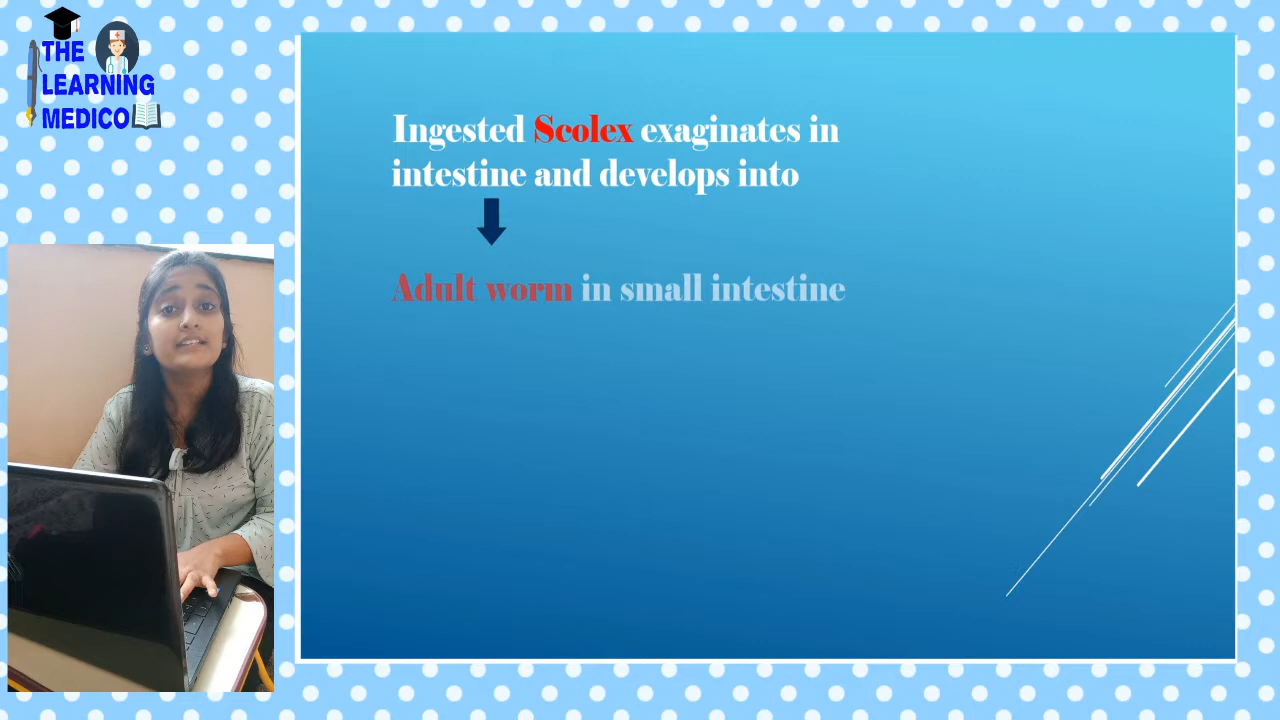 THE
LEARNING
MEDICO
Ingested Scolex exaginates in
intestine and develops into
Adult worm in small intestine